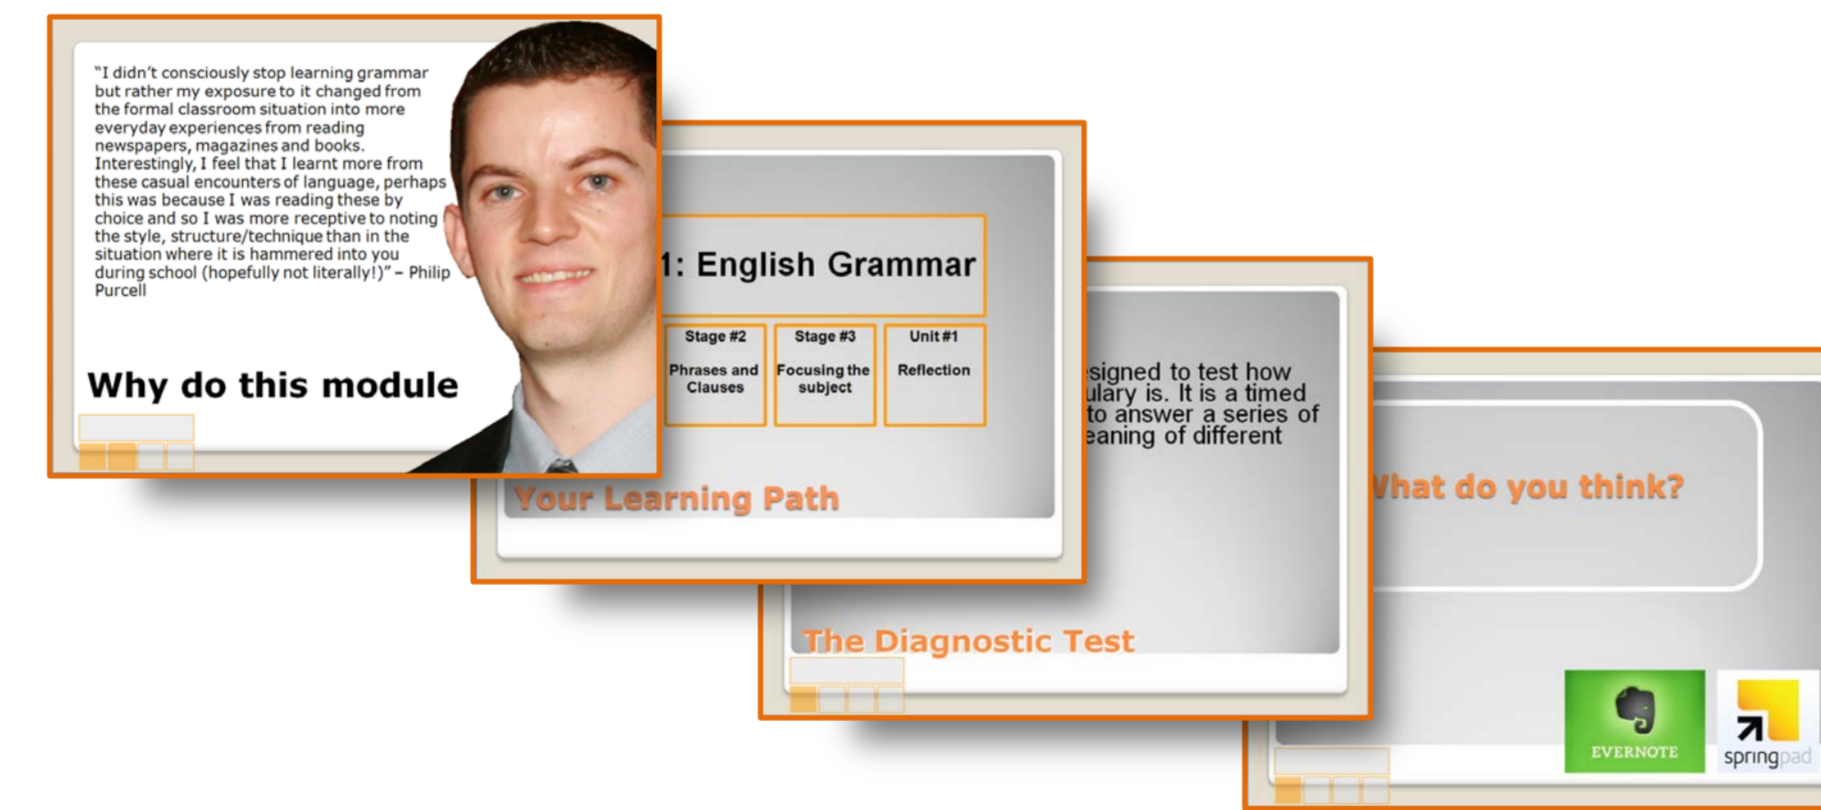 "I didn't consciously stop learning grammar
but rather my exposure to it changed from
the formal classroom situation into more
everyday experiences from reading
newspapers, magazines and books.
Interestingly, I feel that I learnt more from
these casual encounters of language, perhaps
this was because I was reading these by
choice and so I was more receptive to noting
the style, structure/technique than in the
situation where it is hammered into you
during school (hopefully not literally!)" – Philip
Purcell
Why do this module
1: English Grammar
Stage #2
Phrases and
Clauses
Stage #3
Focusing the
subject
Unit #1
Reflection
Your Learning Path
signed to test how
ulary is. It is a timed
to answer a series of
eaning of different
The Diagnostic Test
hat do you think?
EVERNOTE
springpad